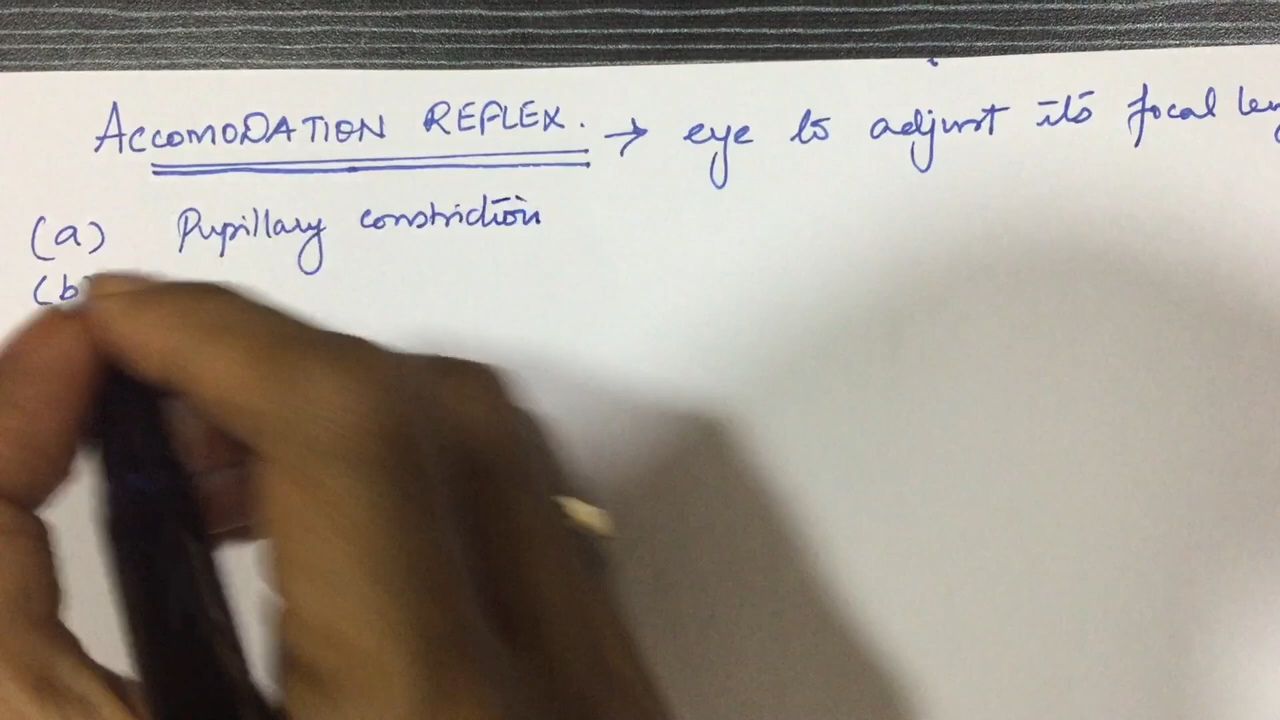 AccomoDATION REFLEX. → eye to adjust its focal
(a) Pupillary constriction
(b)